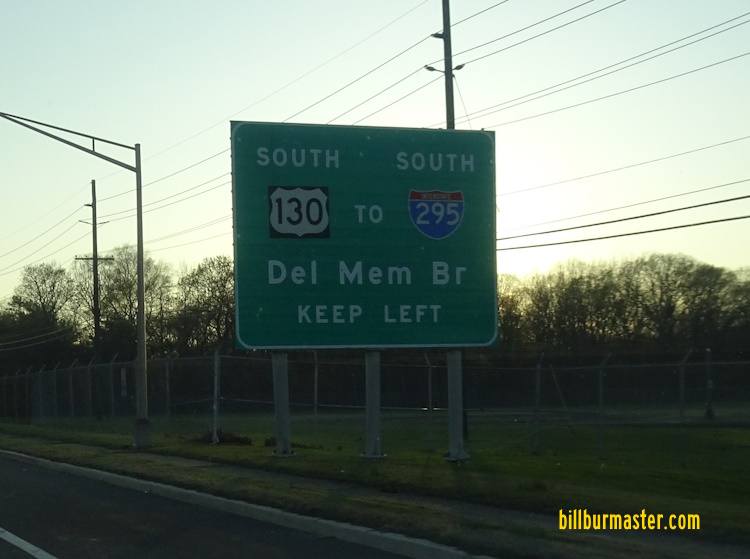 SOUTH SOUTH
130 TO 295
Del Mem Br
KEEP LEFT
billburmaster.com